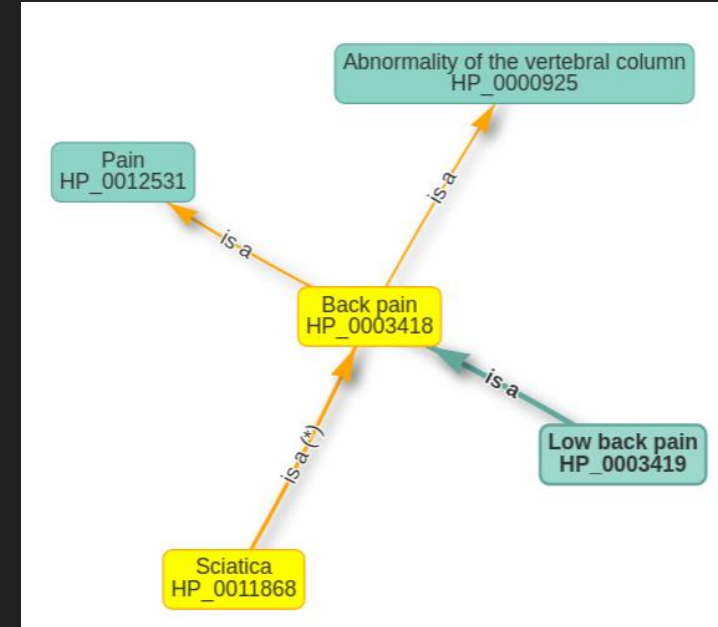 Abnormality of the vertebral column
HP_0000925
Pain
HP_0012531
is a
is a
Back pain
HP_0003418
is a
Low back pain
HP_0003419
is a (*)
Sciatica
HP_0011868